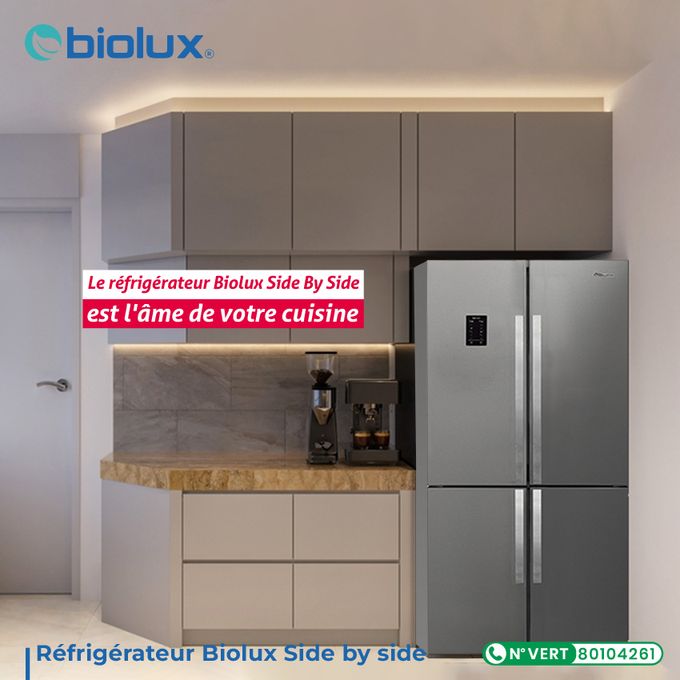 biolux®
Le réfrigérateur Biolux Side By Side
est l'âme de votre cuisine
Réfrigérateur Biolux Side by side
N° VERT 80104261